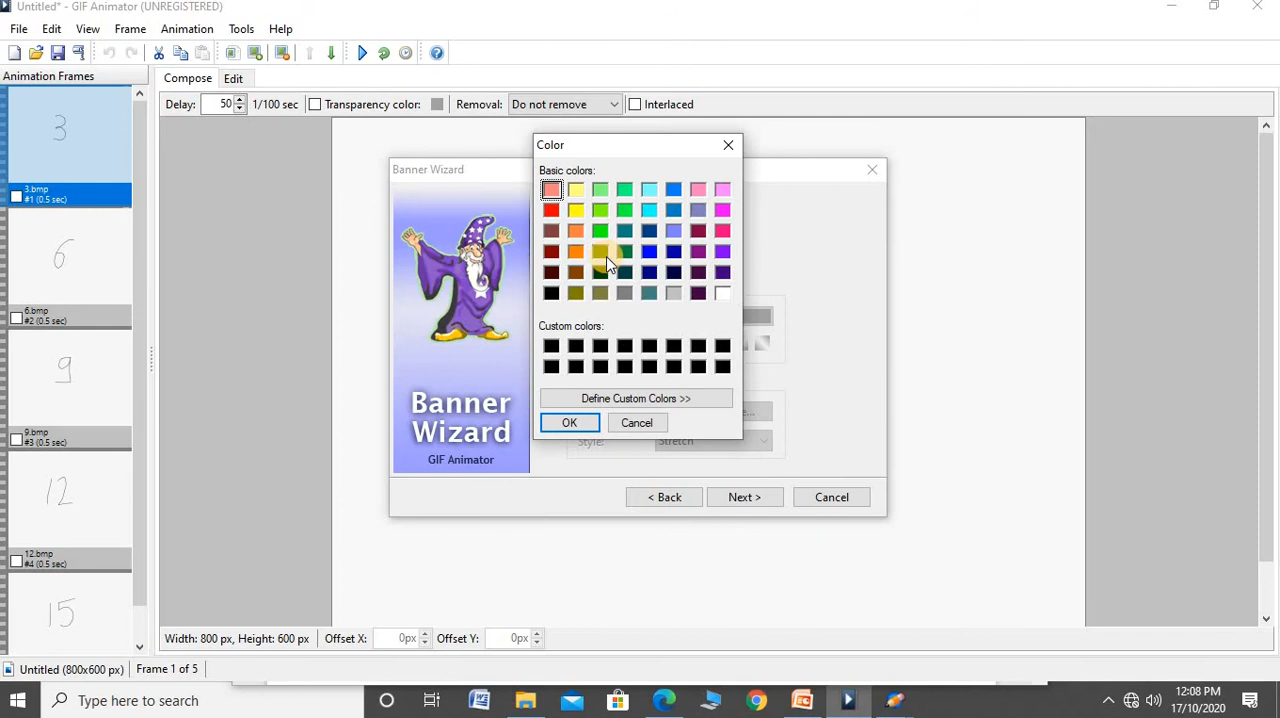 Untitled* - GIF Animator (UNREGISTERED)
File Edit View Frame Animation Tools Help
Animation Frames
Compose Edit
Delay: 50 1/100 sec Transparency color: Removal: Do not remove Interlaced
3
3.bmp
#1 (0.5 sec)
6
6.bmp
#2 (0.5 sec)
9
9.bmp
#3 (0.5 sec)
12
12.bmp
#4 (0.5 sec)
15
Banner Wizard
Banner
Wizard
GIF Animator
Style: Stretch
< Back Next > Cancel
Color
Basic colors:
Custom colors:
Define Custom Colors >>
OK Cancel
Width: 800 px, Height: 600 px Offset X: 0px Offset Y: 0px
Untitled (800x600 px) Frame 1 of 5
Type here to search
12:08 PM
17/10/2020